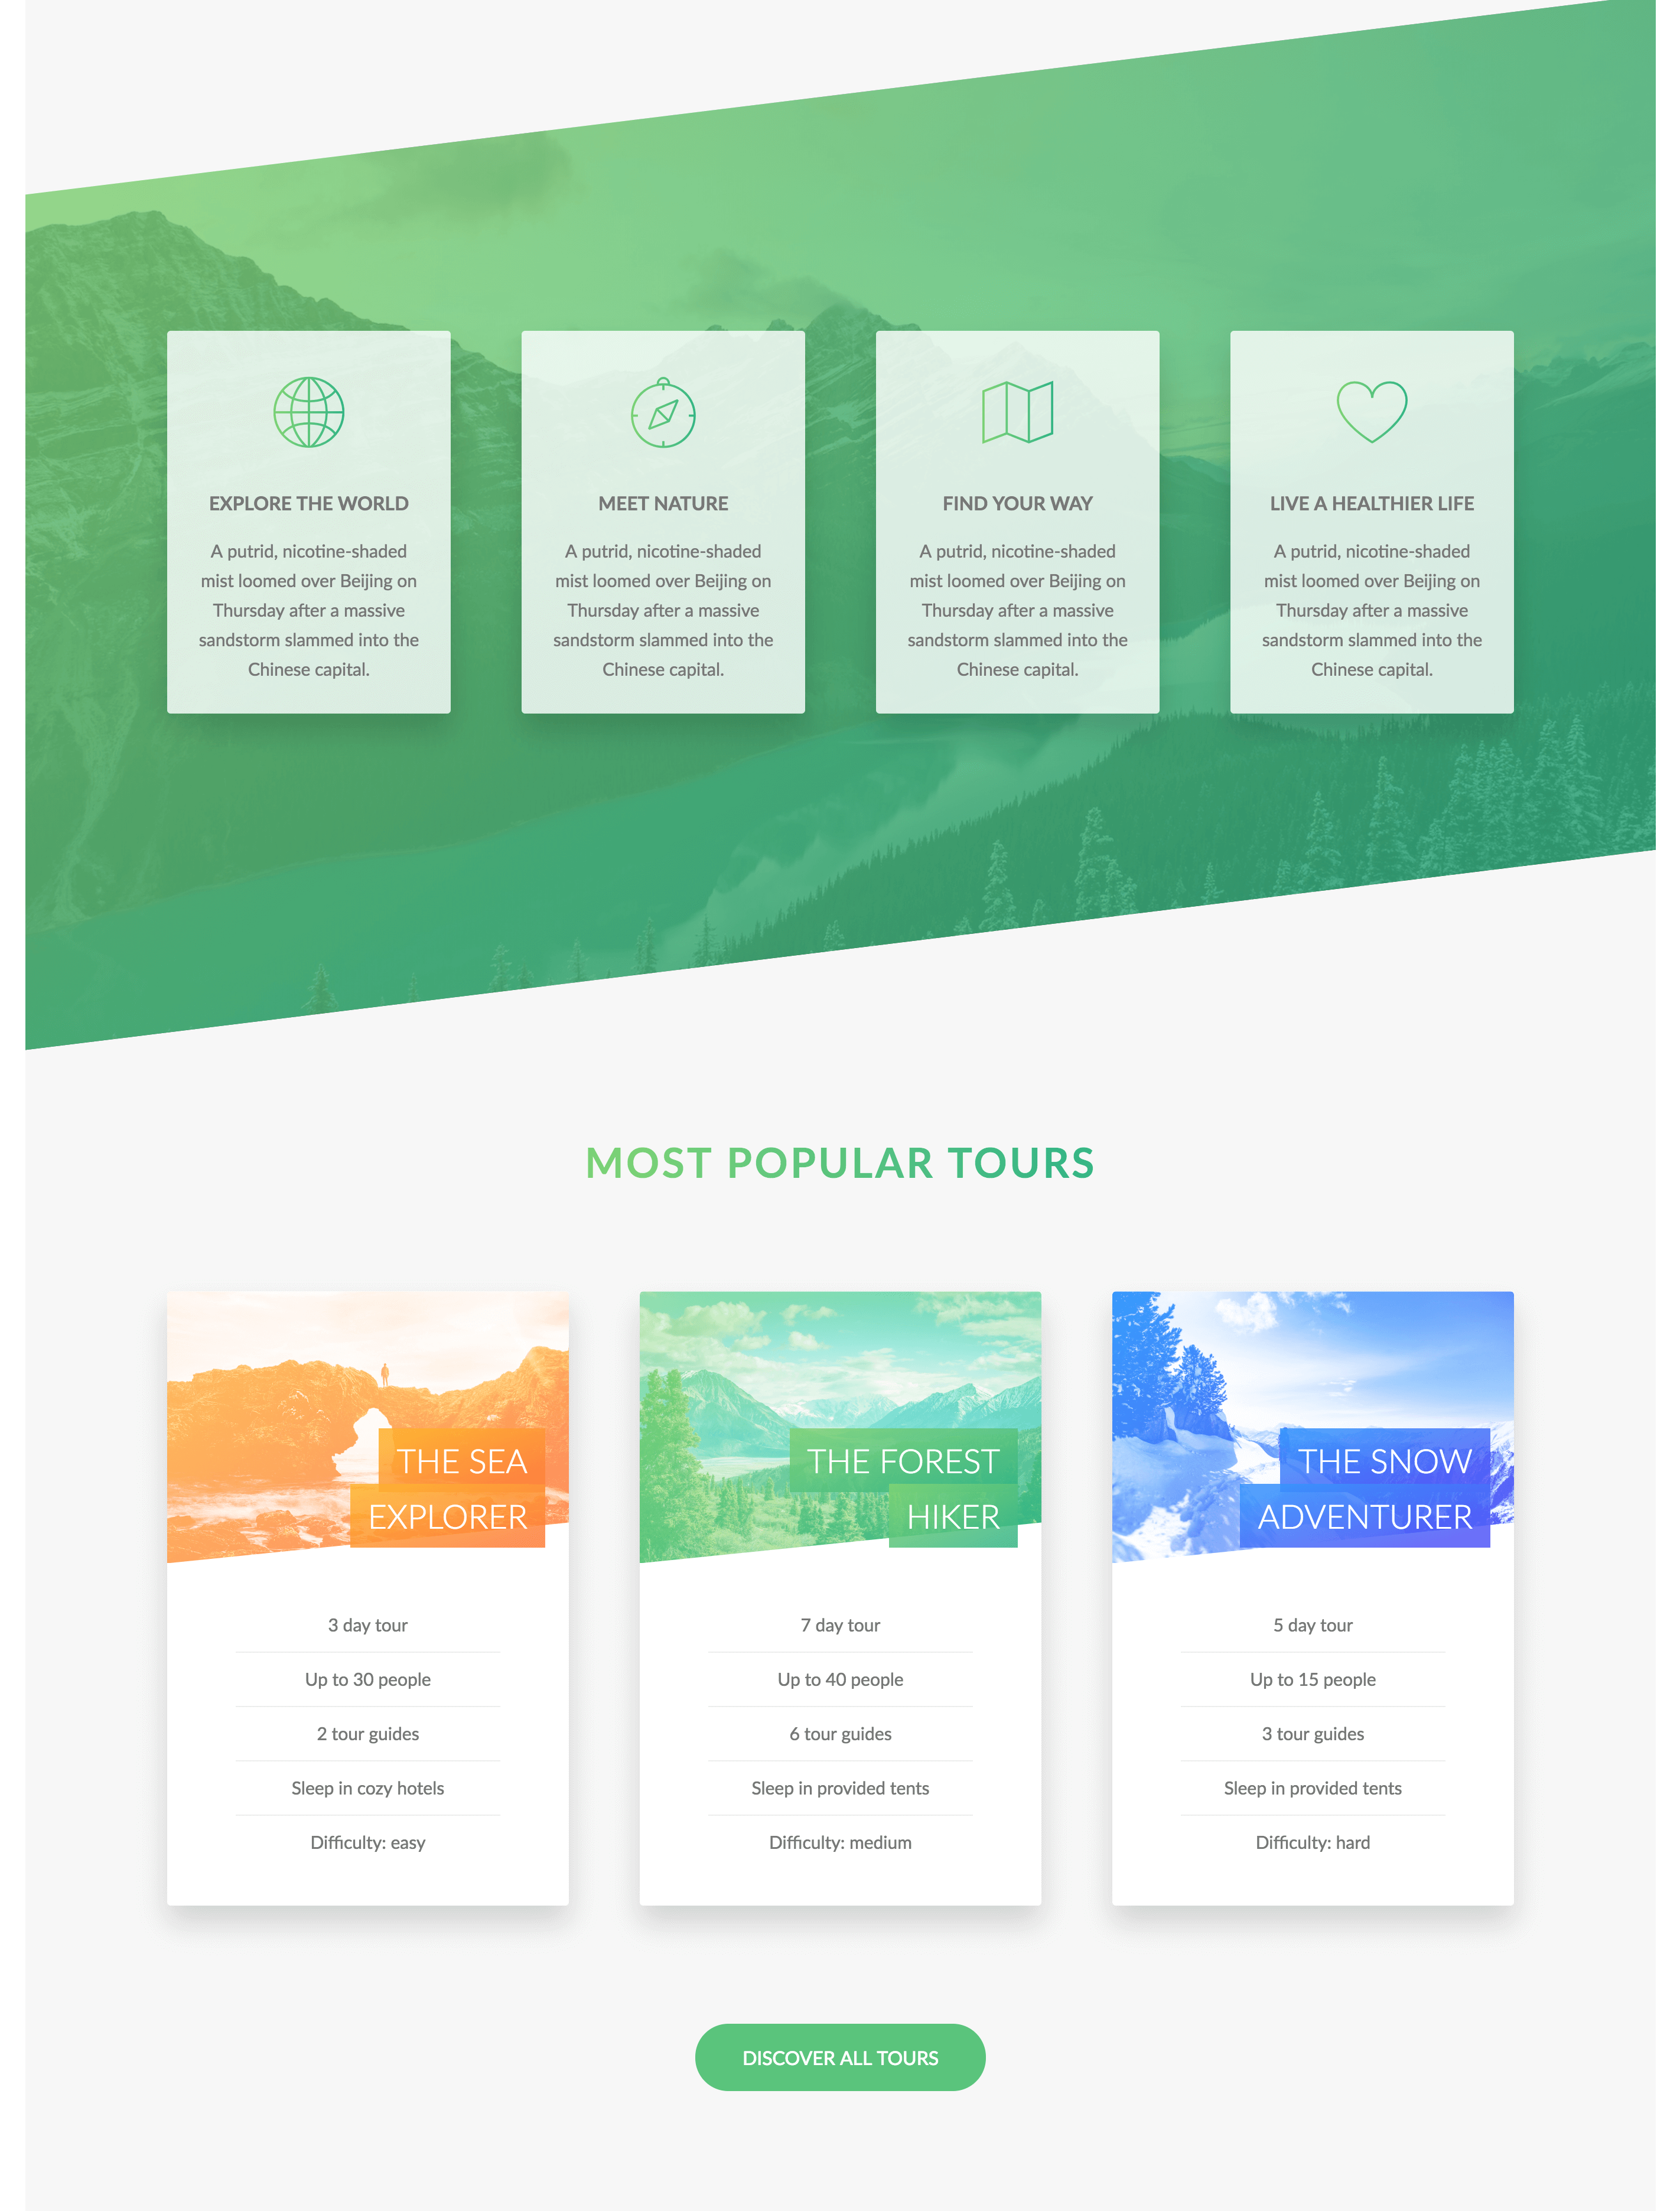 EXPLORE THE WORLD
A putrid, nicotine-shaded
mist loomed over Beijing on
Thursday after a massive
sandstorm slammed into the
Chinese capital.
MEET NATURE
A putrid, nicotine-shaded
mist loomed over Beijing on
Thursday after a massive
sandstorm slammed into the
Chinese capital.
FIND YOUR WAY
A putrid, nicotine-shaded
mist loomed over Beijing on
Thursday after a massive
sandstorm slammed into the
Chinese capital.
LIVE A HEALTHIER LIFE
A putrid, nicotine-shaded
mist loomed over Beijing on
Thursday after a massive
sandstorm slammed into the
Chinese capital.
MOST POPULAR TOURS
THE SEA
EXPLORER
3 day tour
Up to 30 people
2 tour guides
Sleep in cozy hotels
Difficulty: easy
THE FOREST
HIKER
7 day tour
Up to 40 people
6 tour guides
Sleep in provided tents
Difficulty: medium
THE SNOW
ADVENTURER
5 day tour
Up to 15 people
3 tour guides
Sleep in provided tents
Difficulty: hard
DISCOVER ALL TOURS